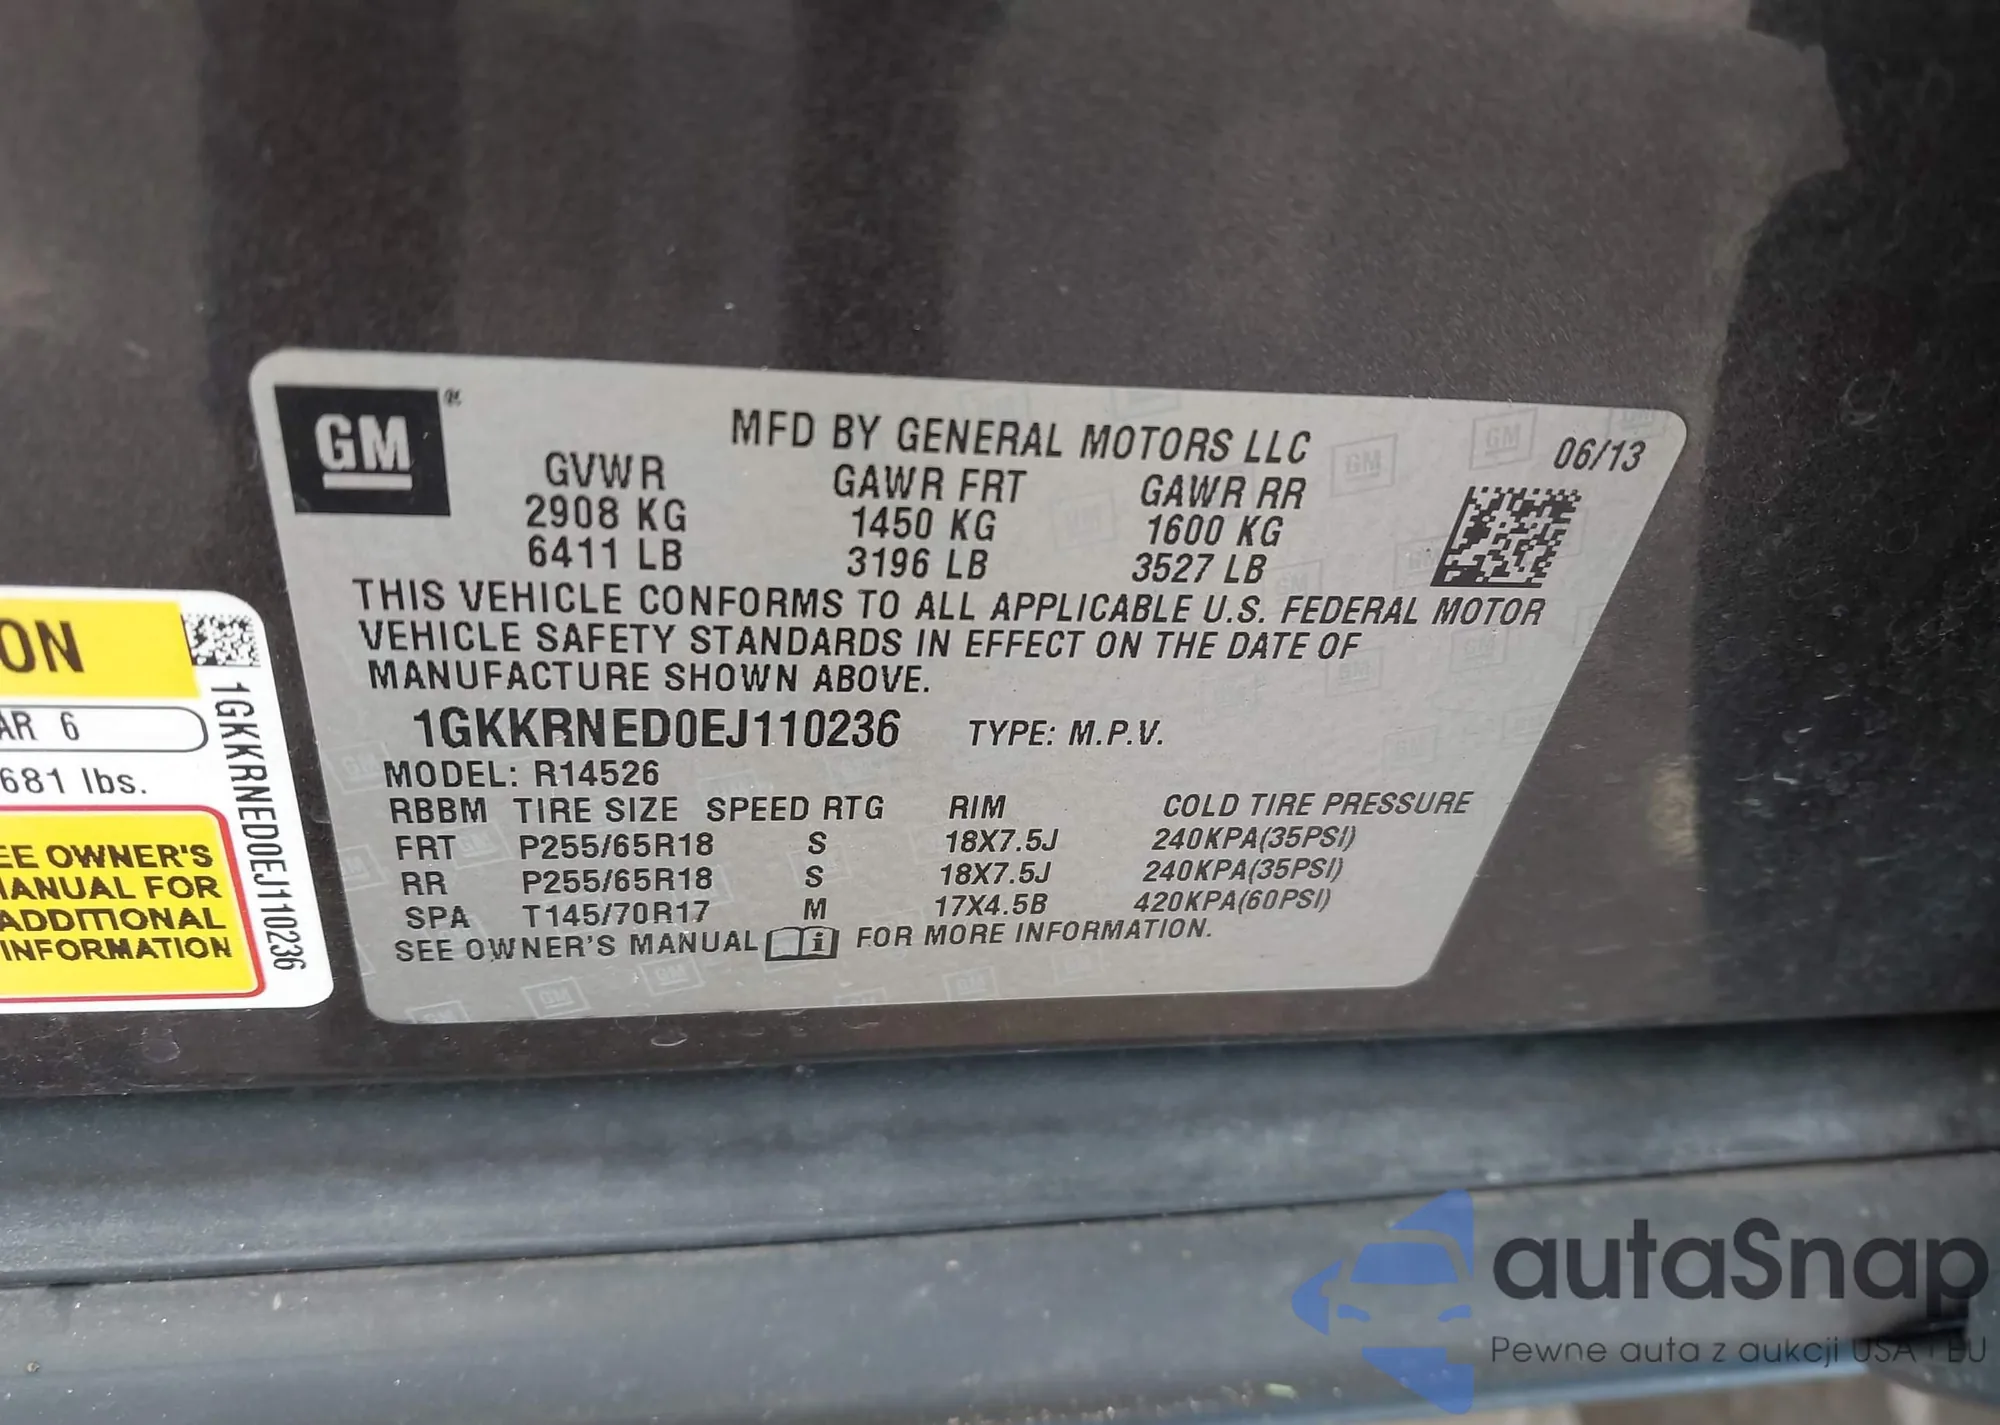 GM®
MFD BY GENERAL MOTORS LLC 06/13
GVWR GAWR FRT GAWR RR
2908 KG 1450 KG 1600 KG
6411 LB 3196 LB 3527 LB
THIS VEHICLE CONFORMS TO ALL APPLICABLE U.S. FEDERAL MOTOR
VEHICLE SAFETY STANDARDS IN EFFECT ON THE DATE OF
MANUFACTURE SHOWN ABOVE.
1GKKRNED0EJ110236 TYPE: M.P.V.
MODEL: R14526
RBBM TIRE SIZE SPEED RTG RIM COLD TIRE PRESSURE
FRT P255/65R18 S 18X7.5J 240KPA(35PSI)
RR P255/65R18 S 18X7.5J 240KPA(35PSI)
SPA T145/70R17 M 17X4.5B 420KPA(60PSI)
SEE OWNER'S MANUAL i FOR MORE INFORMATION.
ON
AR 6
681 lbs.
EE OWNER'S
ANUAL FOR
ADDITIONAL
INFORMATION
1GKKRNED0EJ110236
autaSnap
Pewne auta z aukcji USA i EU